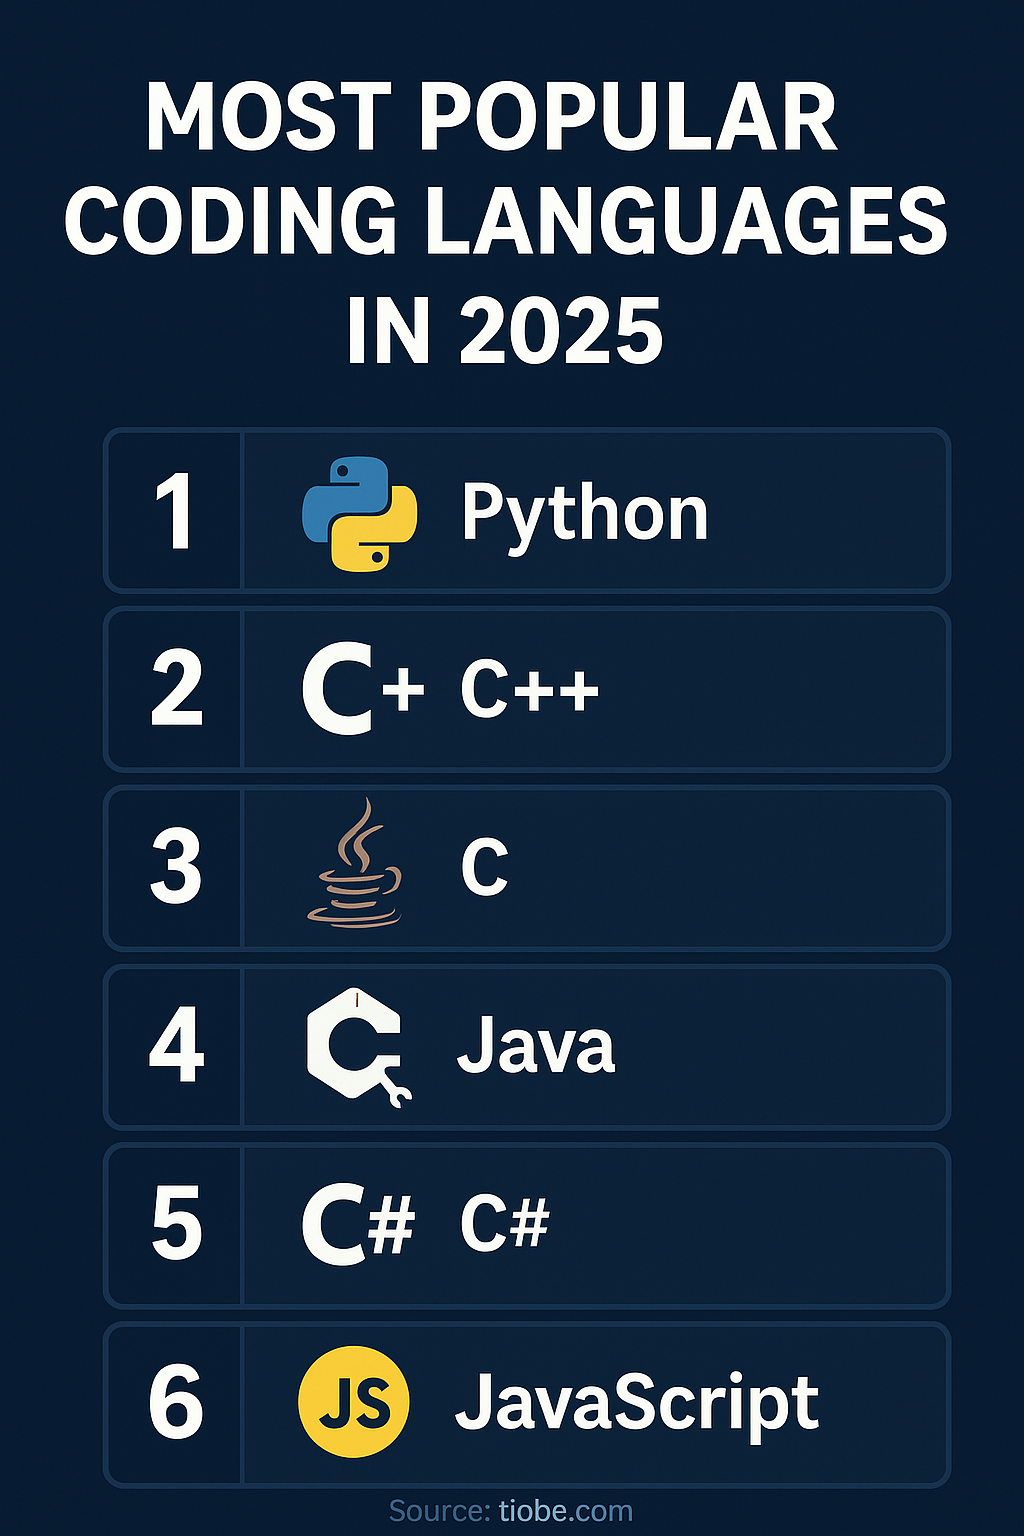 MOST POPULAR
CODING LANGUAGES
IN 2025
1 Python
2 C+ C++
3 C
4 C Java
5 C# C#
6 JS JavaScript
Source: tiobe.com